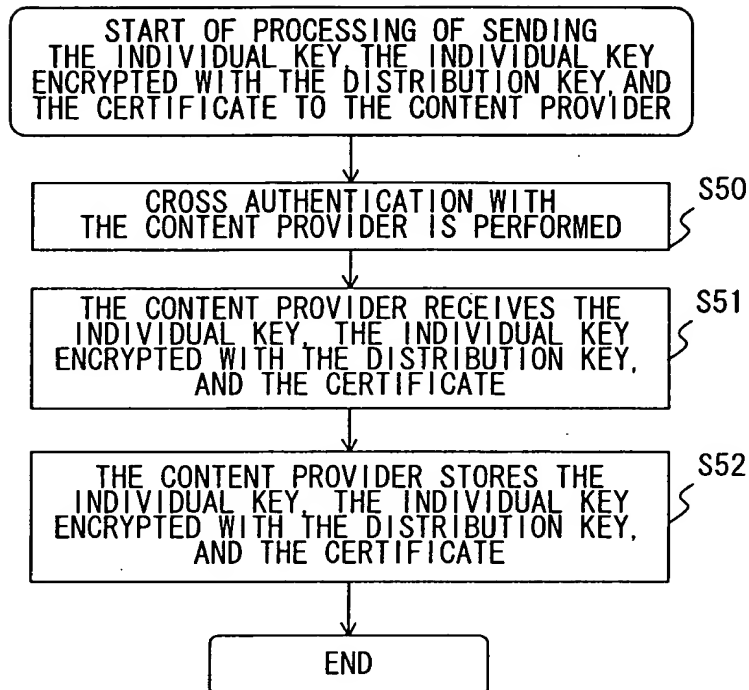 START OF PROCESSING OF SENDING
THE INDIVIDUAL KEY, THE INDIVIDUAL KEY
ENCRYPTED WITH THE DISTRIBUTION KEY, AND
THE CERTIFICATE TO THE CONTENT PROVIDER
CROSS AUTHENTICATION WITH
THE CONTENT PROVIDER IS PERFORMED
S50
THE CONTENT PROVIDER RECEIVES THE
INDIVIDUAL KEY, THE INDIVIDUAL KEY
ENCRYPTED WITH THE DISTRIBUTION KEY,
AND THE CERTIFICATE
S51
THE CONTENT PROVIDER STORES THE
INDIVIDUAL KEY, THE INDIVIDUAL KEY
ENCRYPTED WITH THE DISTRIBUTION KEY,
AND THE CERTIFICATE
S52
END